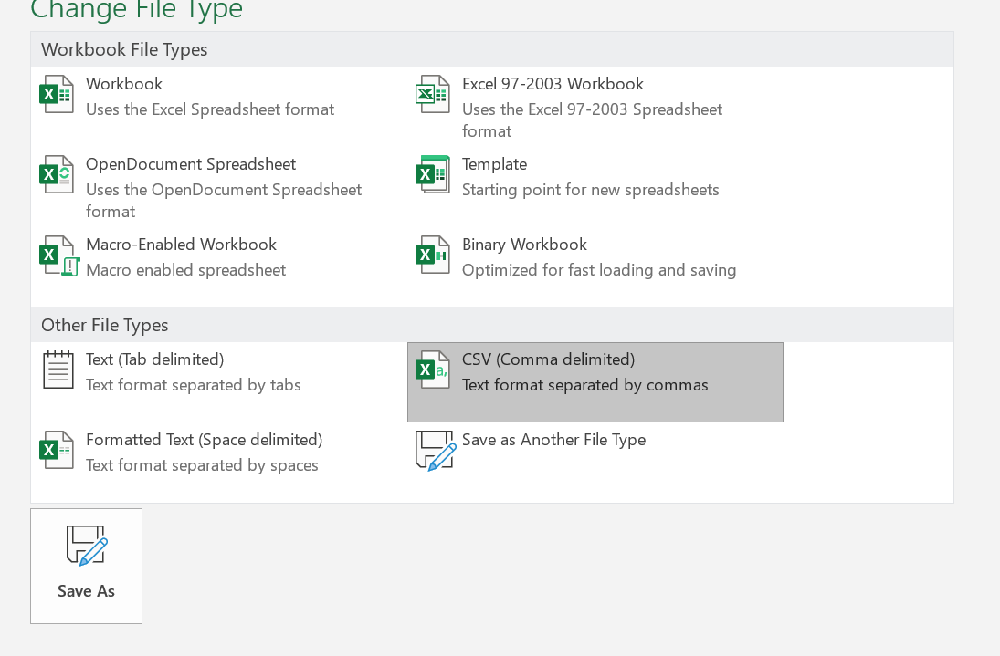 Change File Type
Workbook File Types
Workbook
Uses the Excel Spreadsheet format
Excel 97-2003 Workbook
Uses the Excel 97-2003 Spreadsheet
format
OpenDocument Spreadsheet
Uses the OpenDocument Spreadsheet
format
Template
Starting point for new spreadsheets
Macro-Enabled Workbook
Macro enabled spreadsheet
Binary Workbook
Optimized for fast loading and saving
Other File Types
Text (Tab delimited)
Text format separated by tabs
CSV (Comma delimited)
Text format separated by commas
Formatted Text (Space delimited)
Text format separated by spaces
Save as Another File Type
Save As